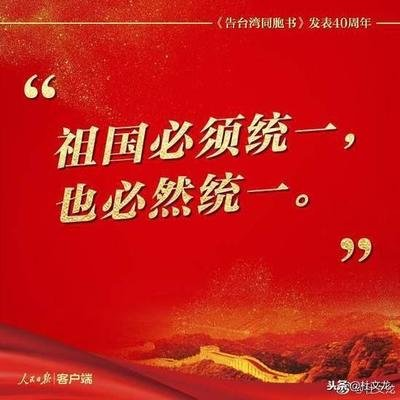 《告台湾同胞书》发表40周年
“
祖国必须统一，
也必然统一。
”
人民日报 客户端
头条@杜文龙